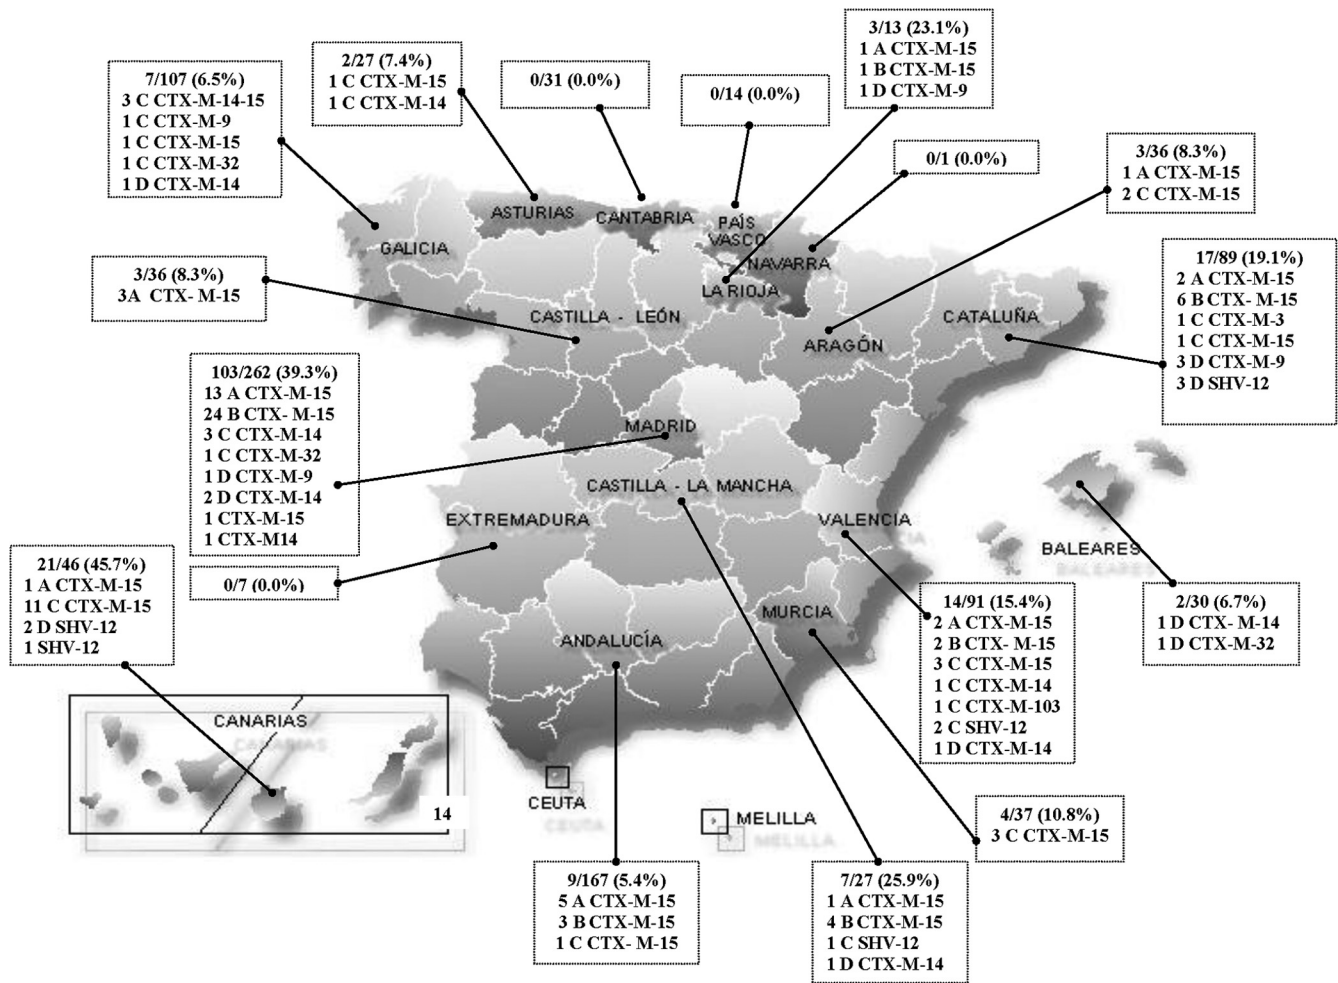 3/13 (23.1%)
1 A CTX-M-15
1 B CTX-M-15
1 D CTX-M-9
2/27 (7.4%)
1 C CTX-M-15
1 C CTX-M-14
7/107 (6.5%)
3 C CTX-M-14-15
1 C CTX-M-9
1 C CTX-M-15
1 C CTX-M-32
1 D CTX-M-14
0/31 (0.0%)
0/14 (0.0%)
0/1 (0.0%)
3/36 (8.3%)
1 A CTX-M-15
2 C CTX-M-15
ASTURIAS
CANTABRIA
PAÍS
VASCO
GALICIA
NAVARRA
LA RIOJA
3/36 (8.3%)
3A CTX- M-15
17/89 (19.1%)
2 A CTX-M-15
6 B CTX- M-15
1 C CTX-M-3
1 C CTX-M-15
3 D CTX-M-9
3 D SHV-12
CASTILLA - LEÓN
CATALUÑA
ARAGÓN
103/262 (39.3%)
13 A CTX-M-15
24 B CTX- M-15
3 C CTX-M-14
1 C CTX-M-32
1 D CTX-M-9
2 D CTX-M-14
1 CTX-M-15
1 CTX-M14
MADRID
CASTILLA - LA MANCHA
EXTREMADURA
VALENCIA
BALEARES
BALEARES
21/46 (45.7%)
1 A CTX-M-15
11 C CTX-M-15
2 D SHV-12
1 SHV-12
0/7 (0.0%)
14/91 (15.4%)
2 A CTX-M-15
2 B CTX- M-15
3 C CTX-M-15
1 C CTX-M-14
1 C CTX-M-103
2 C SHV-12
1 D CTX-M-14
2/30 (6.7%)
1 D CTX- M-14
1 D CTX-M-32
MURCIA
ANDALUCÍA
CANARIAS
CANARIAS
14
CEUTA
CEUTA
MELILLA
MELILLA
4/37 (10.8%)
3 C CTX-M-15
9/167 (5.4%)
5 A CTX-M-15
3 B CTX-M-15
1 C CTX- M-15
7/27 (25.9%)
1 A CTX-M-15
4 B CTX-M-15
1 C SHV-12
1 D CTX-M-14